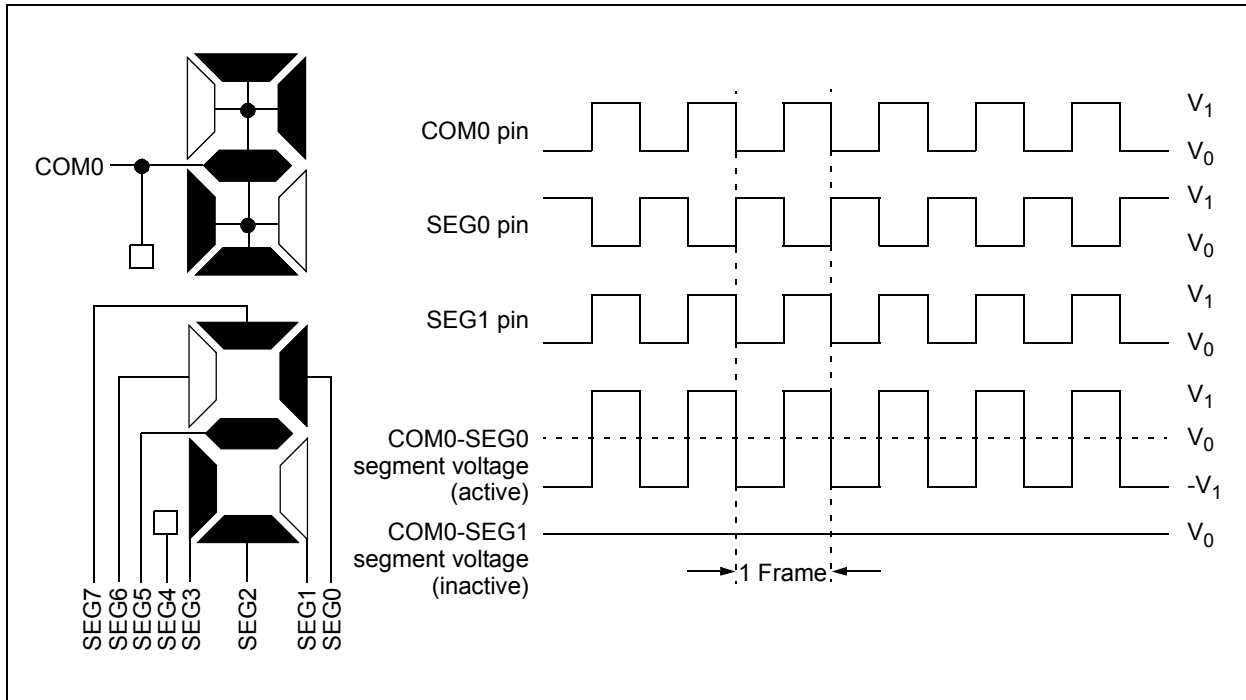 COM0
SEG7
SEG6
SEG5
SEG4
SEG3
SEG2
SEG1
SEG0
COM0 pin
V1
V0
SEG0 pin
V1
V0
SEG1 pin
V1
V0
COM0-SEG0
segment voltage
(active)
V1
V0
-V1
COM0-SEG1
segment voltage
(inactive)
V0
1 Frame